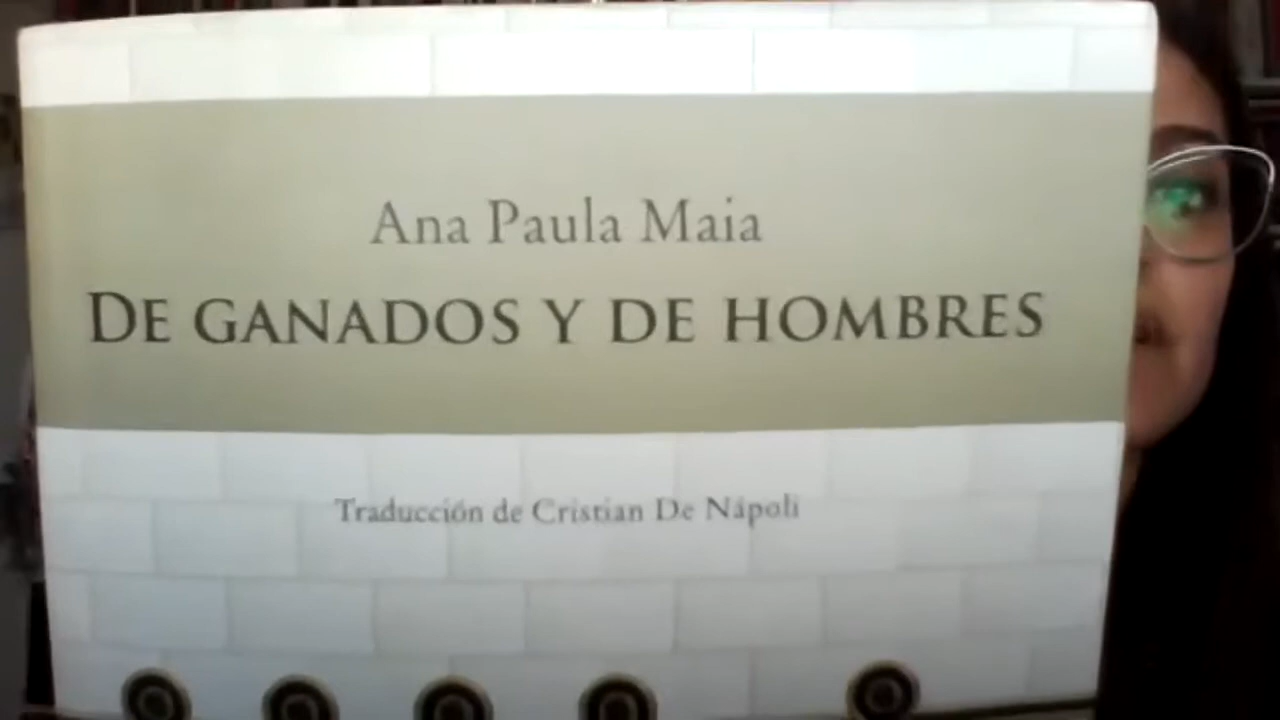 Ana Paula Maia
DE GANADOS Y DE HOMBRES
Traducción de Cristian De Nápoli